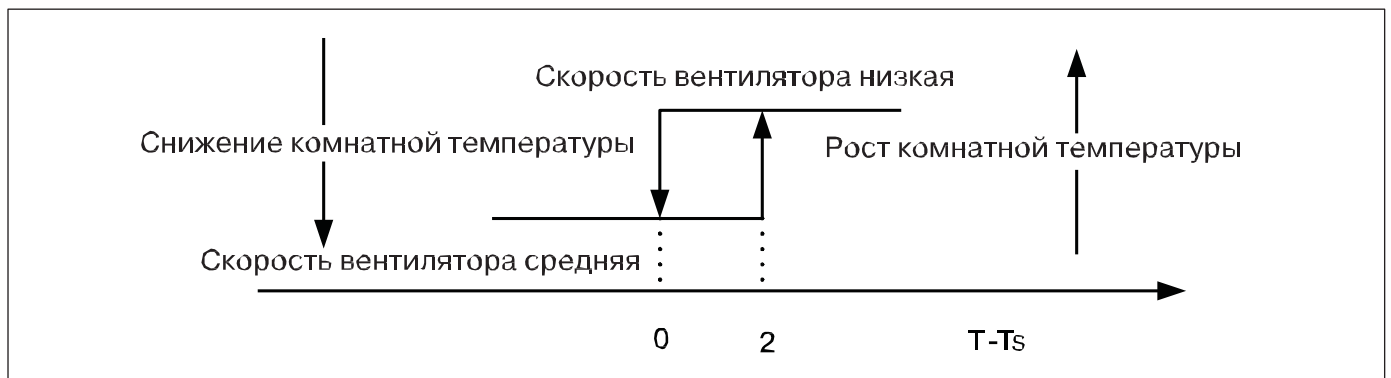 Скорость вентилятора низкая
Снижение комнатной температуры
Рост комнатной температуры
Скорость вентилятора средняя
0
2
T-Ts